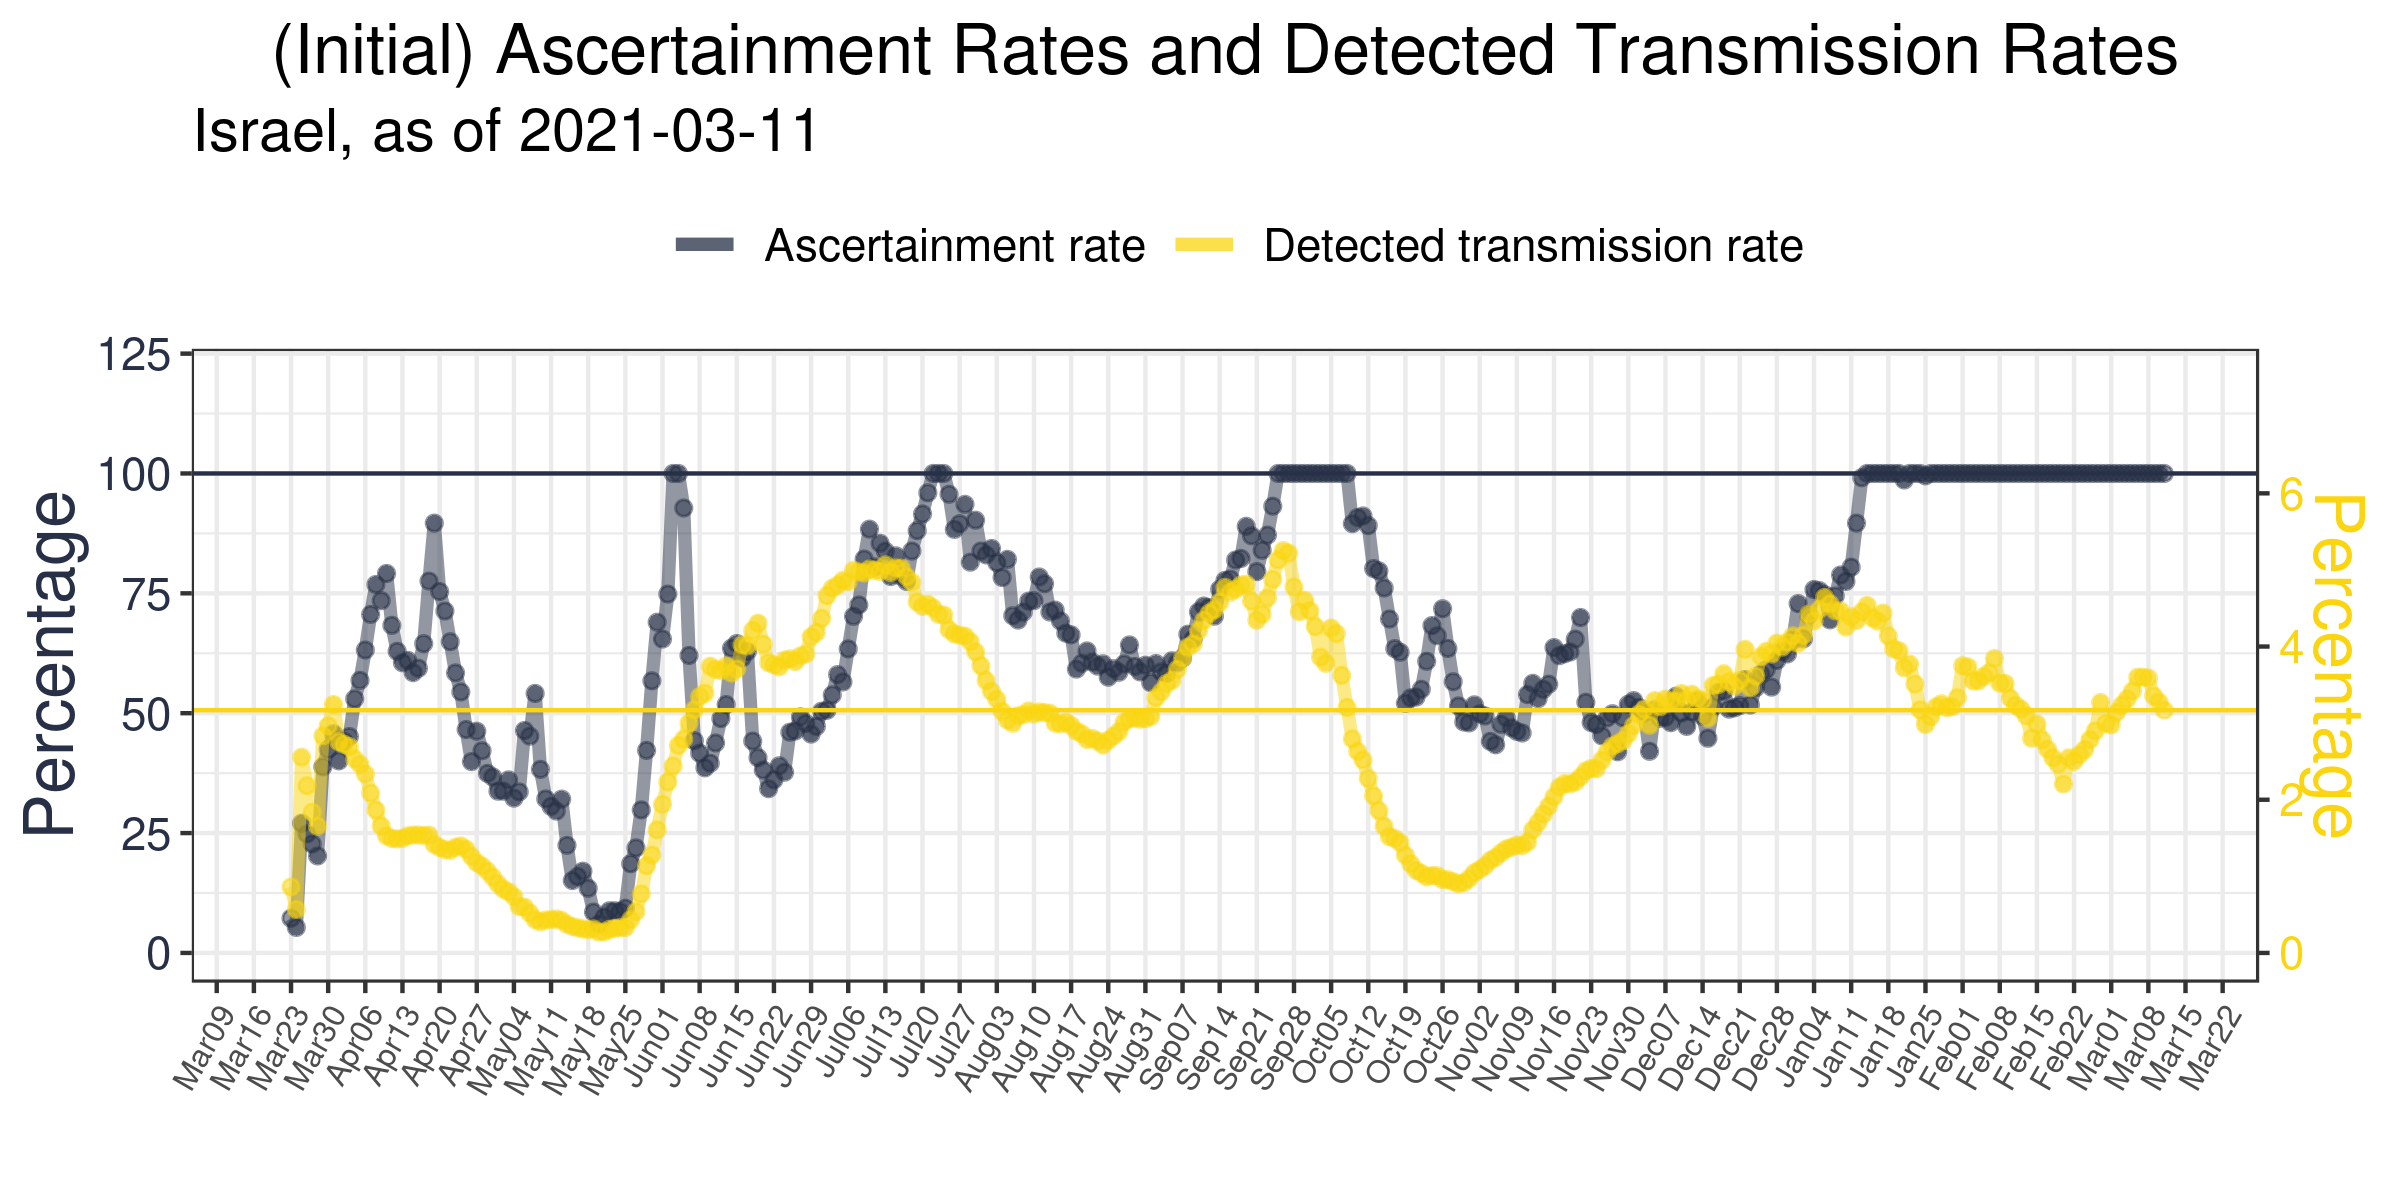 (Initial) Ascertainment Rates and Detected Transmission Rates
Israel, as of 2021-03-11
Ascertainment rate Detected transmission rate
125
100
75
50
25
0
Percentage
6
4
2
0
Percentage
Mar09 Mar16 Mar23 Mar30 Apr06 Apr13 Apr20 Apr27 May04 May11 May18 May25 Jun01 Jun08 Jun15 Jun22 Jun29 Jul06 Jul13 Jul20 Jul27 Aug03 Aug10 Aug17 Aug24 Aug31 Sep07 Sep14 Sep21 Sep28 Oct05 Oct12 Oct19 Oct26 Nov02 Nov09 Nov16 Nov23 Nov30 Dec07 Dec14 Dec21 Dec28 Jan04 Jan11 Jan18 Jan25 Feb01 Feb08 Feb15 Feb22 Mar01 Mar08 Mar15 Mar22